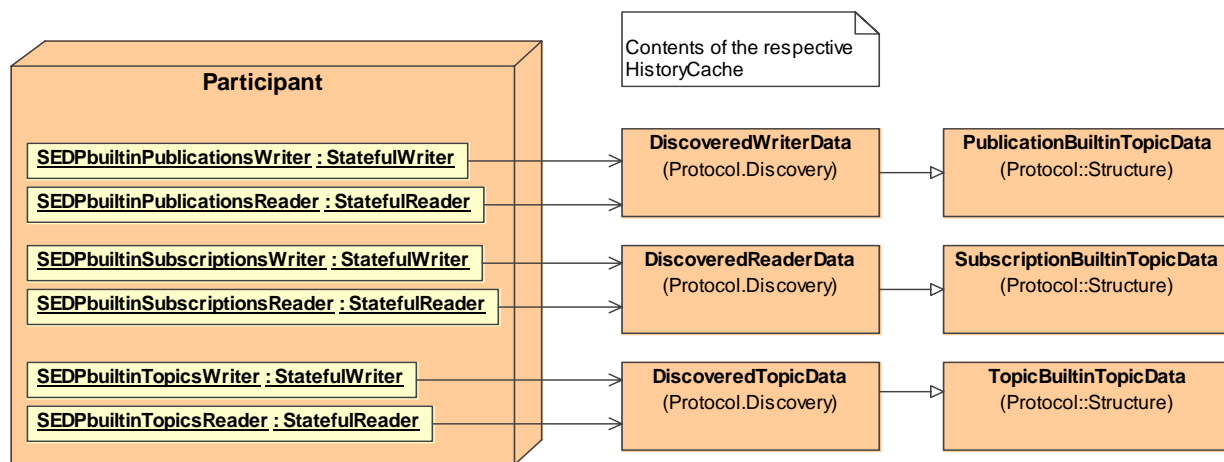 Participant
SEDPbuiltinPublicationsWriter : StatefulWriter
SEDPbuiltinPublicationsReader : StatefulReader
SEDPbuiltinSubscriptionsWriter : StatefulWriter
SEDPbuiltinSubscriptionsReader : StatefulReader
SEDPbuiltinTopicsWriter : StatefulWriter
SEDPbuiltinTopicsReader : StatefulReader
Contents of the respective
HistoryCache
DiscoveredWriterData
(Protocol.Discovery)
PublicationBuiltinTopicData
(Protocol::Structure)
DiscoveredReaderData
(Protocol.Discovery)
SubscriptionBuiltinTopicData
(Protocol::Structure)
DiscoveredTopicData
(Protocol.Discovery)
TopicBuiltinTopicData
(Protocol::Structure)